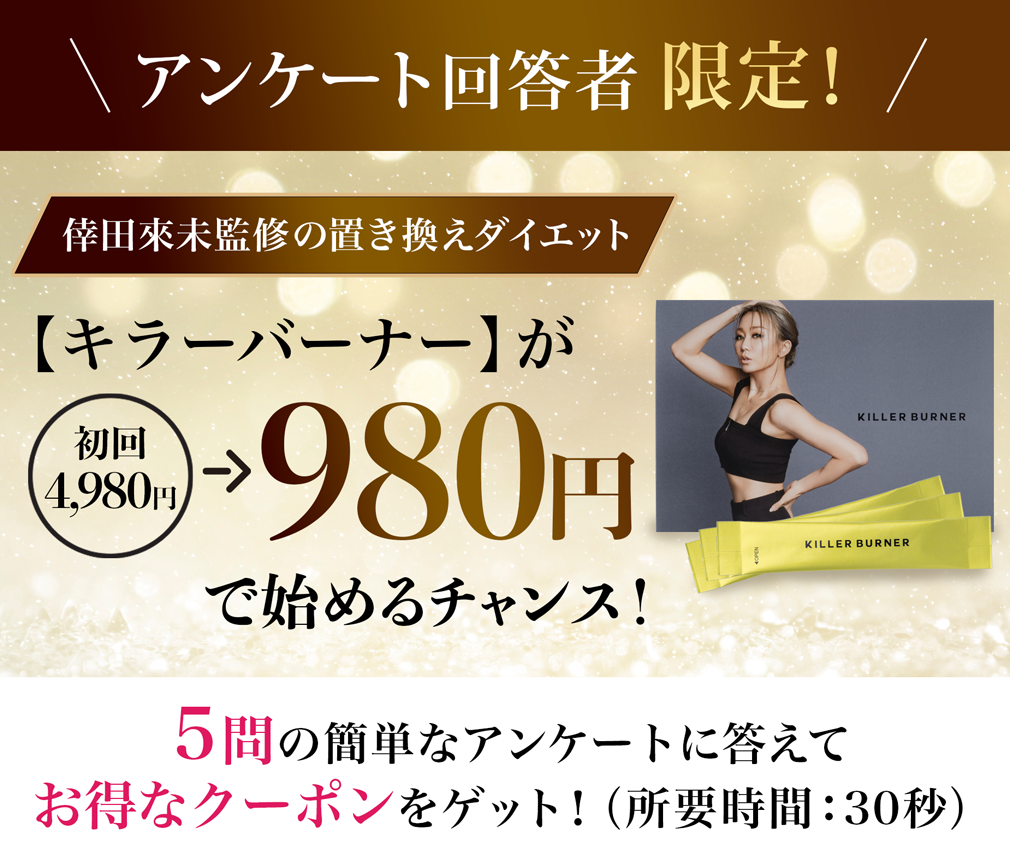 アンケート回答者 限定!
倖田來未監修の置き換えダイエット
【キラーバーナー】が
初回
4,980円
→
980円
で始めるチャンス!
KILLER BURNER
KILLER BURNER
◀OPEN
5問の簡単なアンケートに答えて
お得なクーポンをゲット!(所要時間:30秒)